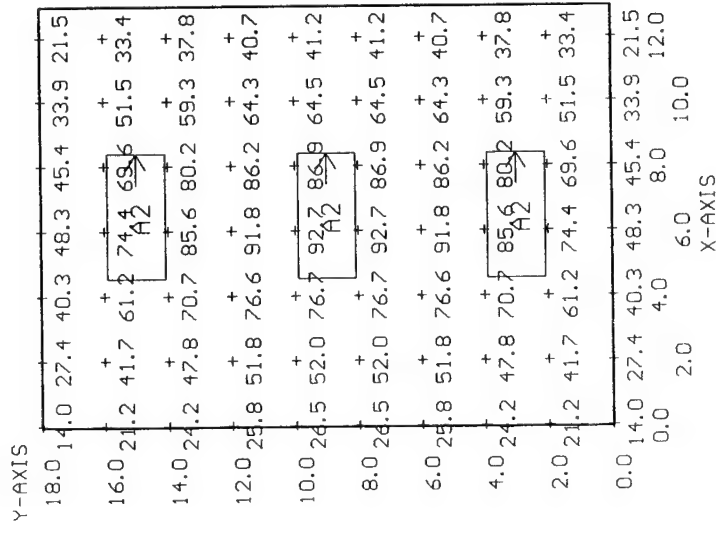 Y-AXIS
18.0 14.0 27.4 40.3 48.3 45.4 33.9 21.5
16.0 21.2 41.7 61.2 74.4 69.6 51.5 33.4
A2
14.0 24.2 47.8 70.7 85.6 80.2 59.3 37.8
12.0 25.8 51.8 76.6 91.8 86.2 64.3 40.7
10.0 26.5 52.0 76.7 92.7 86.9 64.5 41.2
A2
8.0 26.5 52.0 76.7 92.7 86.9 64.5 41.2
6.0 25.8 51.8 76.6 91.8 86.2 64.3 40.7
4.0 24.2 47.8 70.7 85.6 80.2 59.3 37.8
A2
2.0 21.2 41.7 61.2 74.4 69.6 51.5 33.4
0.0 14.0 27.4 40.3 48.3 45.4 33.9 21.5
0.0 2.0 4.0 6.0 8.0 10.0 12.0
X-AXIS